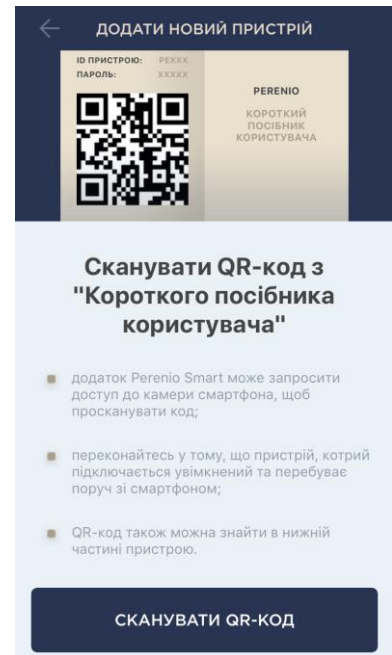 ДОДАТИ НОВИЙ ПРИСТРІЙ
ID ПРИСТРОЮ: PEXXX
ПАРОЛЬ: XXXXX
PERENIO
КОРОТКИЙ
ПОСІБНИК
КОРИСТУВАЧА
Сканувати QR-код з
"Короткого посібника
користувача"
додаток Perenio Smart може запросити
доступ до камери смартфона, щоб
просканувати код;
переконайтесь у тому, що пристрій, котрий
підключається увімкнений та перебуває
поруч зі смартфоном;
QR-код також можна знайти в нижній
частині пристрою.
СКАНУВАТИ QR-КОД